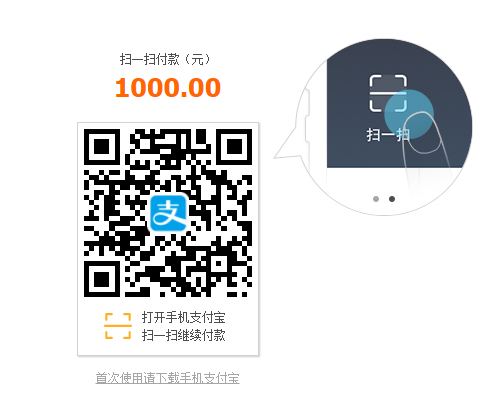 扫一扫付款（元）
1000.00
扫一扫
支
打开手机支付宝
扫一扫继续付款
首次使用请下载手机支付宝